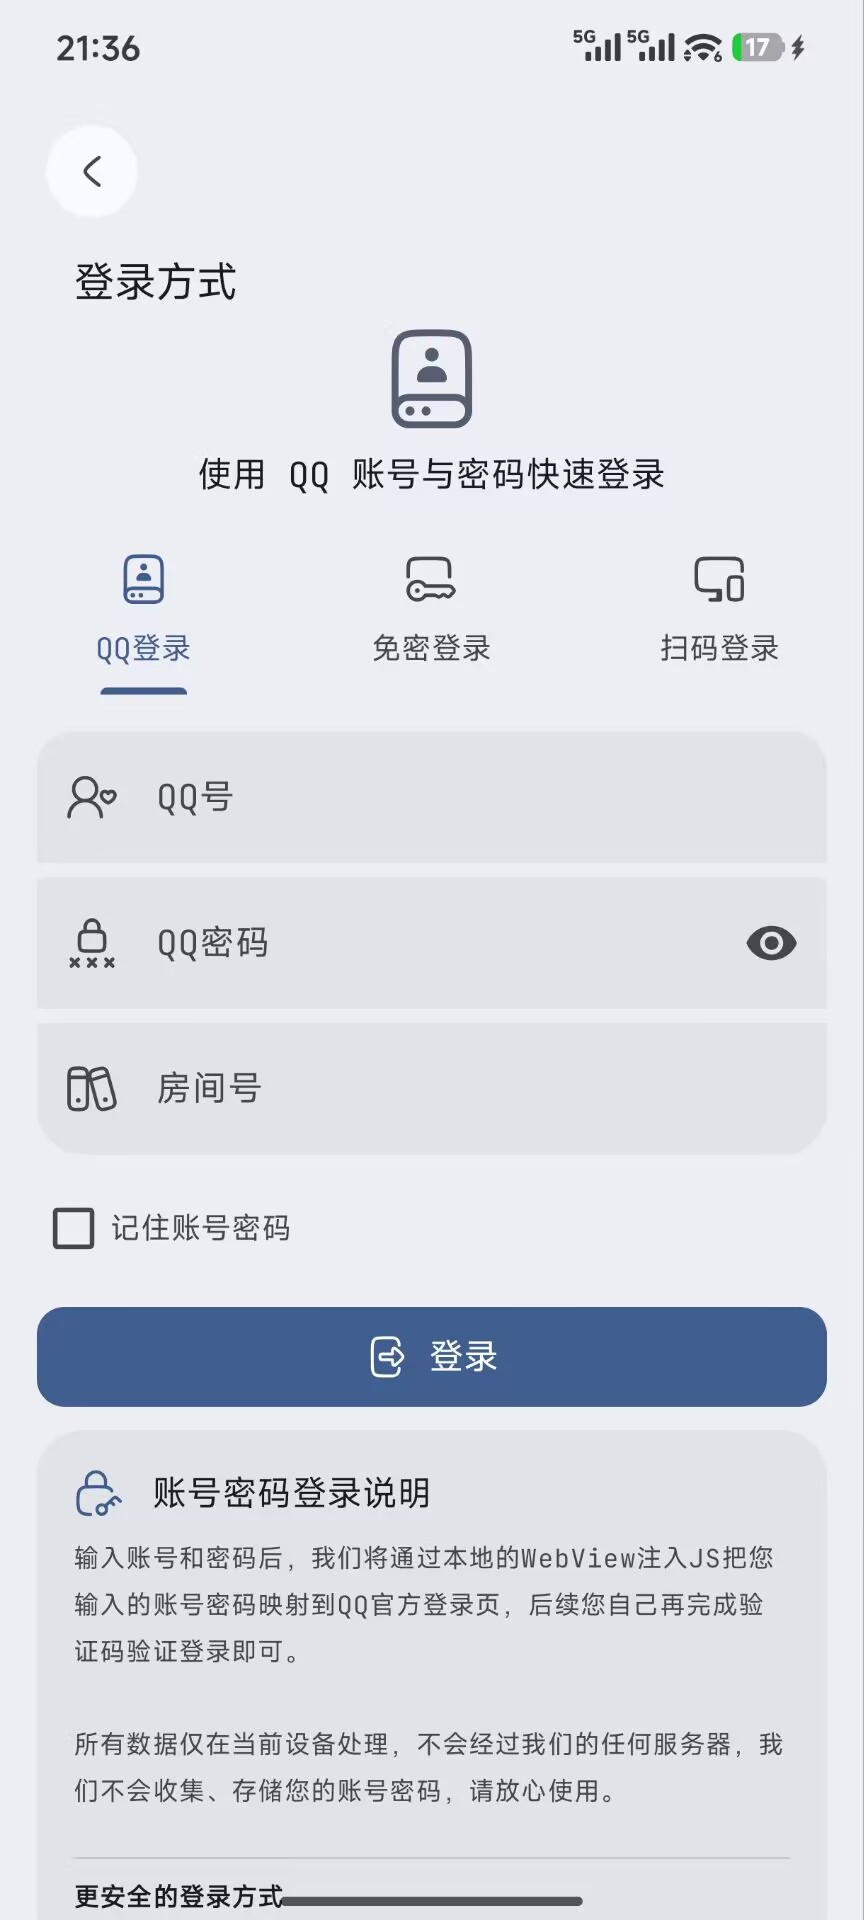 21:36
5G 5G 6 17
登录方式
使用 QQ 账号与密码快速登录
QQ登录 免密登录 扫码登录
QQ号
QQ密码
房间号
记住账号密码
登录
账号密码登录说明
输入账号和密码后，我们将通过本地的WebView注入JS把您
输入的账号密码映射到QQ官方登录页，后续您自己再完成验
证码验证登录即可。
所有数据仅在当前设备处理，不会经过我们的任何服务器，我
们不会收集、存储您的账号密码，请放心使用。
更安全的登录方式